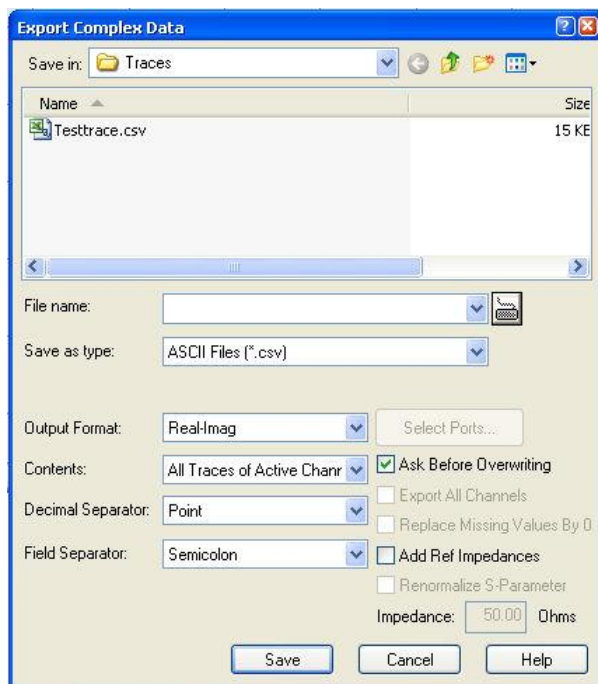 Export Complex Data
Save in: Traces
Name Size
Testtrace.csv 15 KE
File name:
Save as type: ASCII Files (*.csv)
Output Format: Real-Imag Select Ports...
Contents: All Traces of Active Chanr Ask Before Overwriting
Export All Channels
Decimal Separator: Point
Replace Missing Values By 0
Field Separator: Semicolon Add Ref Impedances
Renormalize S-Parameter
Impedance: 50.00 Ohms
Save Cancel Help